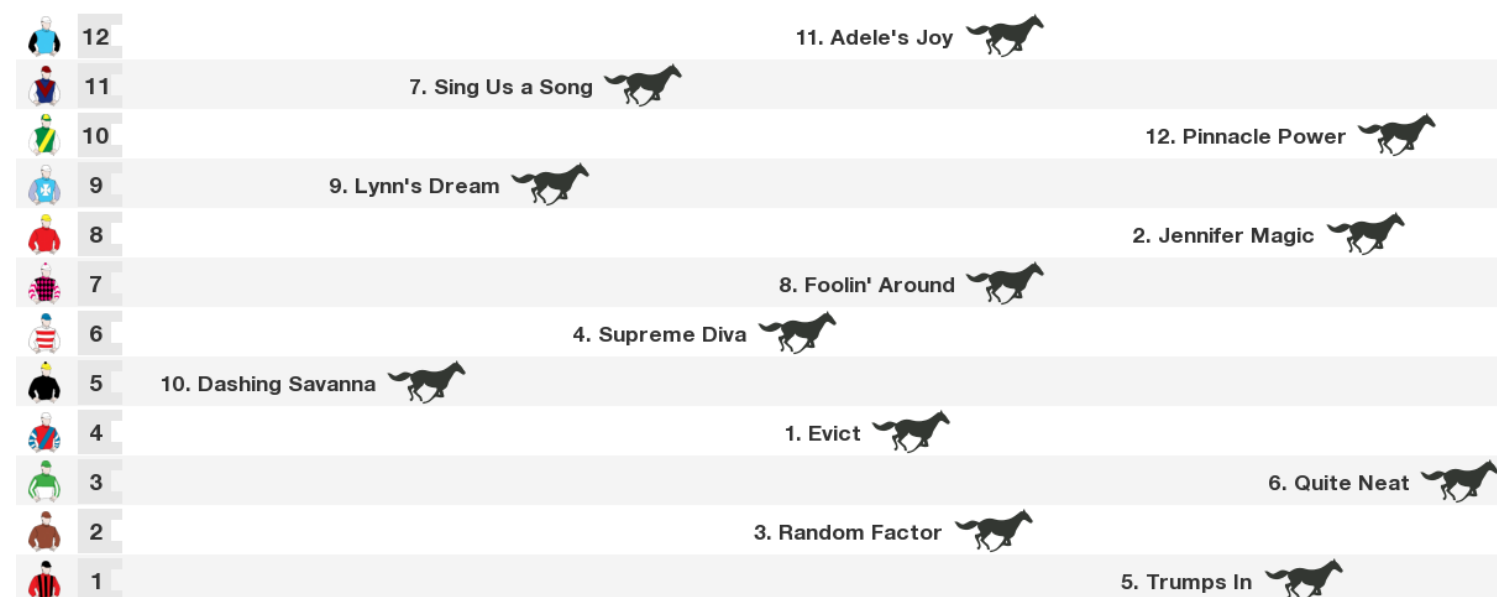 12 11. Adele's Joy
11 7. Sing Us a Song
10 12. Pinnacle Power
9 9. Lynn's Dream
8 2. Jennifer Magic
7 8. Foolin' Around
6 4. Supreme Diva
5 10. Dashing Savanna
4 1. Evict
3 6. Quite Neat
2 3. Random Factor
1 5. Trumps In